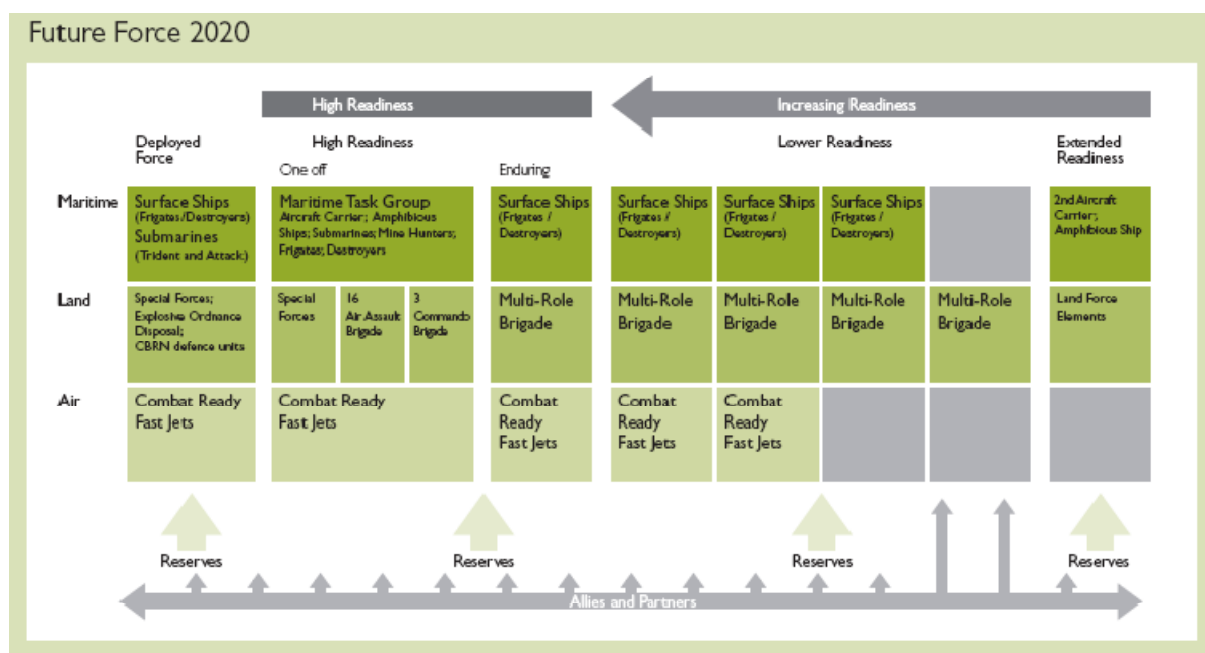 Future Force 2020
High Readiness
Increasing Readiness
Deployed
Force
High Readiness
Lower Readiness
Extended
Readiness
One off
Enduring
Maritime
Surface Ships
(Frigates/Destroyers)
Submarines
(Trident and Attack)
Maritime Task Group
Aircraft Carrier; Amphibious
Ships; Submarines; Mine Hunters;
Frigates; Destroyers
Surface Ships
(Frigates /
Destroyers)
Surface Ships
(Frigates /
Destroyers)
Surface Ships
(Frigates /
Destroyers)
Surface Ships
(Frigates /
Destroyers)
2nd Aircraft
Carrier;
Amphibious Ship
Land
Special Forces;
Explosive Ordnance
Disposal;
CBRN defence units
Special
Forces
16
Air Assault
Brigade
3
Commando
Brigade
Multi-Role
Brigade
Multi-Role
Brigade
Multi-Role
Brigade
Multi-Role
Brigade
Multi-Role
Brigade
Land Force
Elements
Air
Combat Ready
Fast Jets
Combat Ready
Fast Jets
Combat
Ready
Fast Jets
Combat
Ready
Fast Jets
Combat
Ready
Fast Jets
Reserves
Reserves
Reserves
Reserves
Allies and Partners